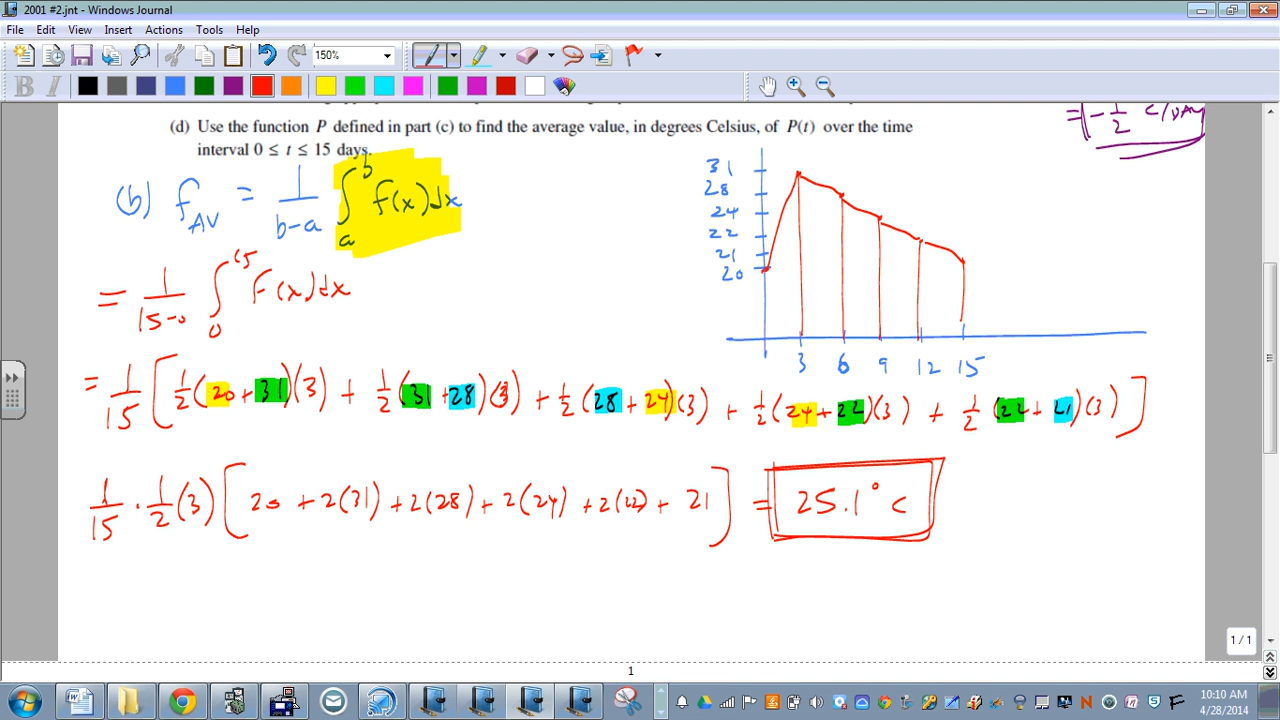 2001 #2.jnt - Windows Journal
File Edit View Insert Actions Tools Help
150%
B I
= -1/2 C/DAY
(d) Use the function P defined in part (c) to find the average value, in degrees Celsius, of P(t) over the time
interval 0 ≤ t ≤ 15 days.
(b) f_AV = 1/(b-a) ∫_a^b f(x)dx
= 1/(15-0) ∫_0^15 F(x)dx
= 1/15 [ 1/2(20+31)(3) + 1/2(31+28)(3) + 1/2(28+24)(3) + 1/2(24+22)(3) + 1/2(22+21)(3) ]
1/15 · 1/2(3) [ 20 + 2(31) + 2(28) + 2(24) + 2(22) + 21 ] = 25.1° C
31
28
24
22
21
20
3 6 9 12 15
1 / 1
1
10:10 AM
4/28/2014